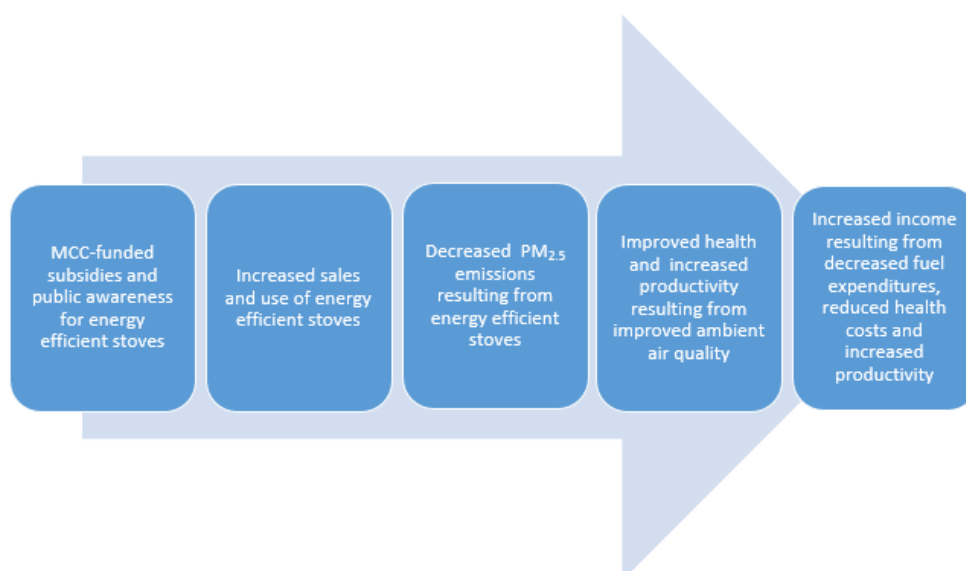 MCC-funded
subsidies and
public awareness
for energy
efficient stoves
Increased sales
and use of energy
efficient stoves
Decreased PM₂.₅
emissions
resulting from
energy efficient
stoves
Improved health
and increased
productivity
resulting from
improved ambient
air quality
Increased income
resulting from
decreased fuel
expenditures,
reduced health
costs and
increased
productivity